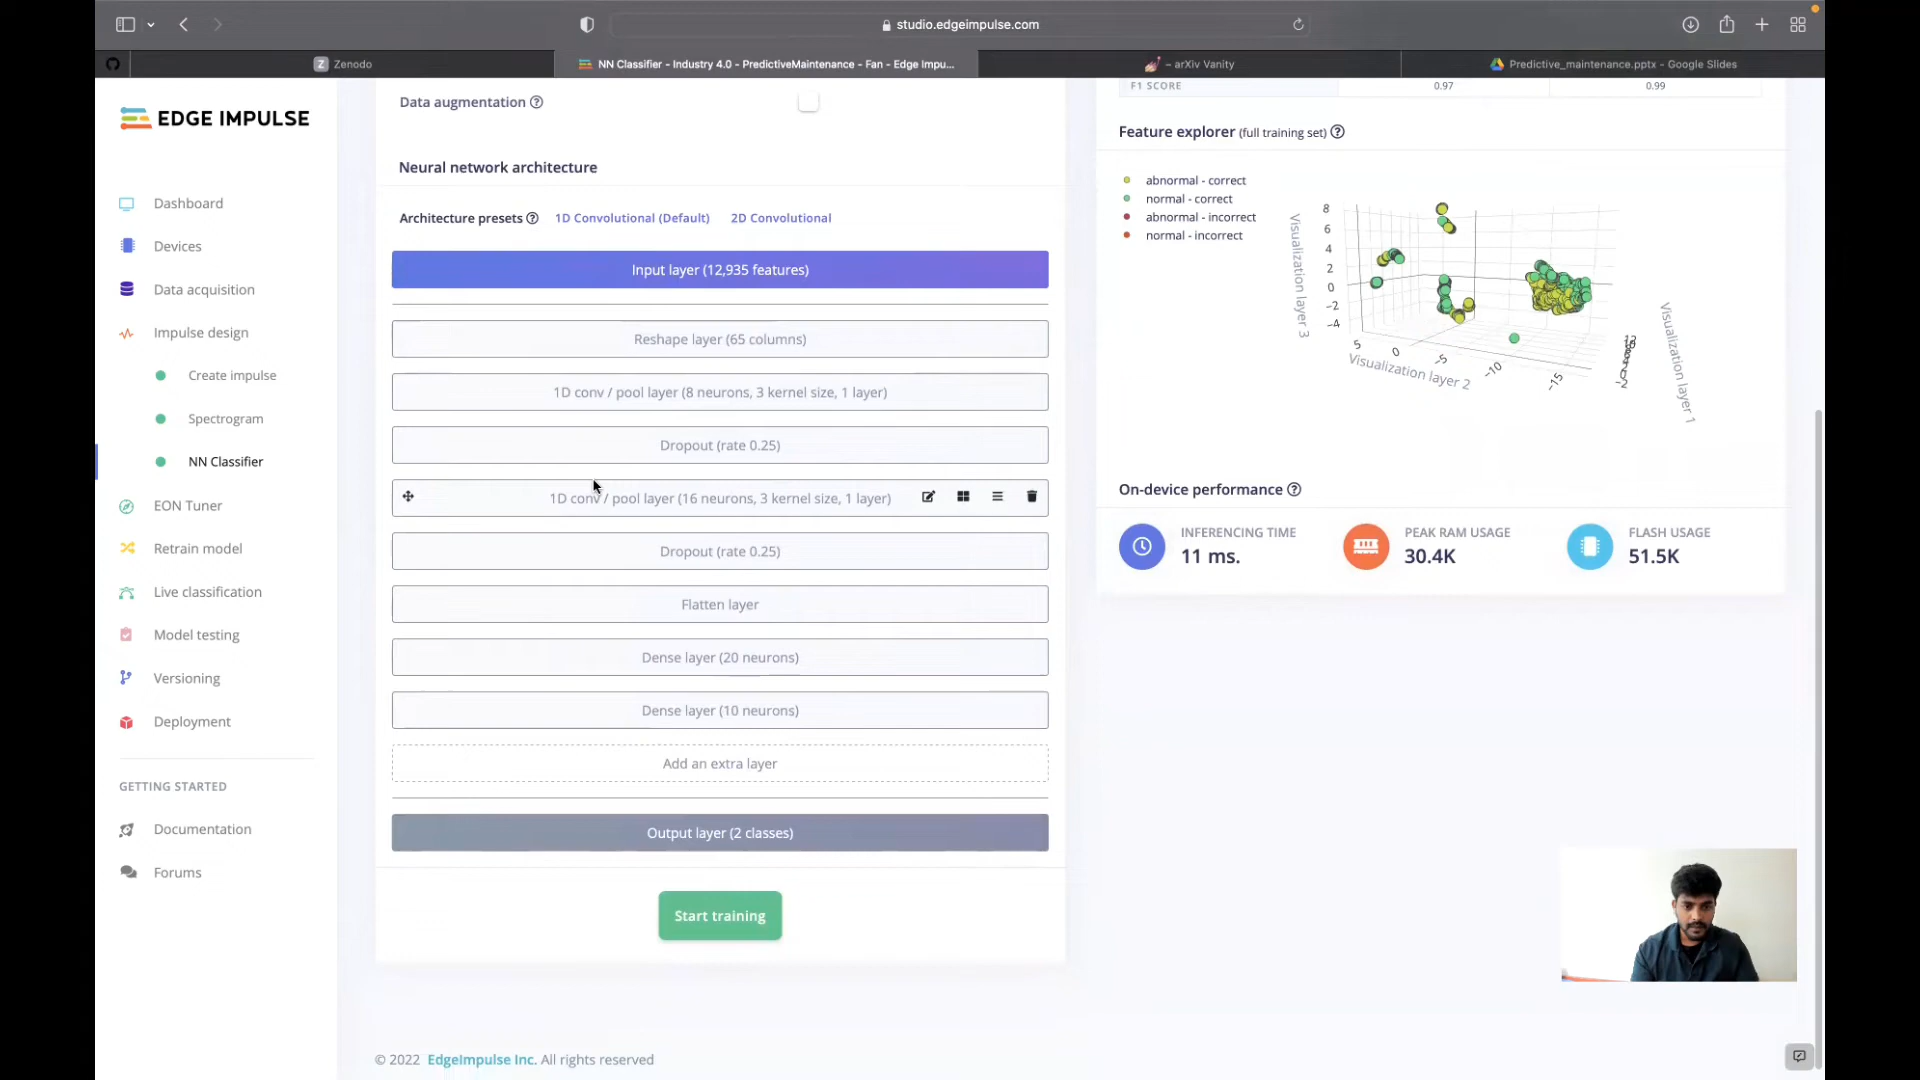 studio.edgeimpulse.com
Z Zenodo
NN Classifier - Industry 4.0 - PredictiveMaintenance - Fan - Edge Impu...
– arXiv Vanity
Predictive_maintenance.pptx - Google Slides
EDGE IMPULSE
Dashboard
Devices
Data acquisition
Impulse design
Create impulse
Spectrogram
NN Classifier
EON Tuner
Retrain model
Live classification
Model testing
Versioning
Deployment
GETTING STARTED
Documentation
Forums
Data augmentation ?
Neural network architecture
Architecture presets ? 1D Convolutional (Default) 2D Convolutional
Input layer (12,935 features)
Reshape layer (65 columns)
1D conv / pool layer (8 neurons, 3 kernel size, 1 layer)
Dropout (rate 0.25)
1D conv / pool layer (16 neurons, 3 kernel size, 1 layer)
Dropout (rate 0.25)
Flatten layer
Dense layer (20 neurons)
Dense layer (10 neurons)
Add an extra layer
Output layer (2 classes)
Start training
© 2022 EdgeImpulse Inc. All rights reserved
F1 SCORE 0.97 0.99
Feature explorer (full training set) ?
abnormal - correct
normal - correct
abnormal - incorrect
normal - incorrect
Visualization layer 3
8
6
4
2
0
−2
−4
5
0
−5
−10
−15
Visualization layer 2
Visualization layer 1
−2
On-device performance ?
INFERENCING TIME
11 ms.
PEAK RAM USAGE
30.4K
FLASH USAGE
51.5K